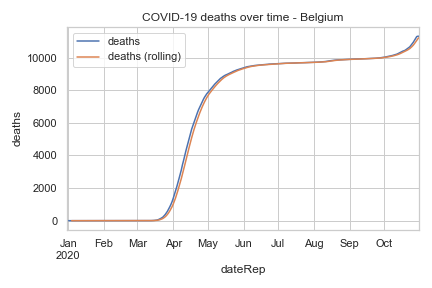 COVID-19 deaths over time - Belgium
deaths
deaths (rolling)
10000
8000
6000
4000
2000
0
deaths
Jan Feb Mar Apr May Jun Jul Aug Sep Oct
2020
dateRep